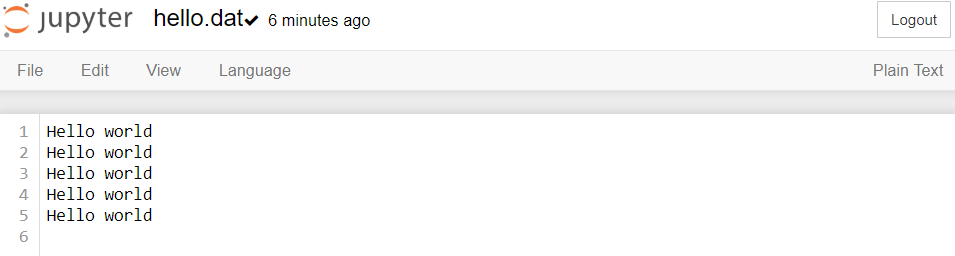 jupyter hello.dat✔ 6 minutes ago Logout
File Edit View Language Plain Text
1 Hello world
2 Hello world
3 Hello world
4 Hello world
5 Hello world
6